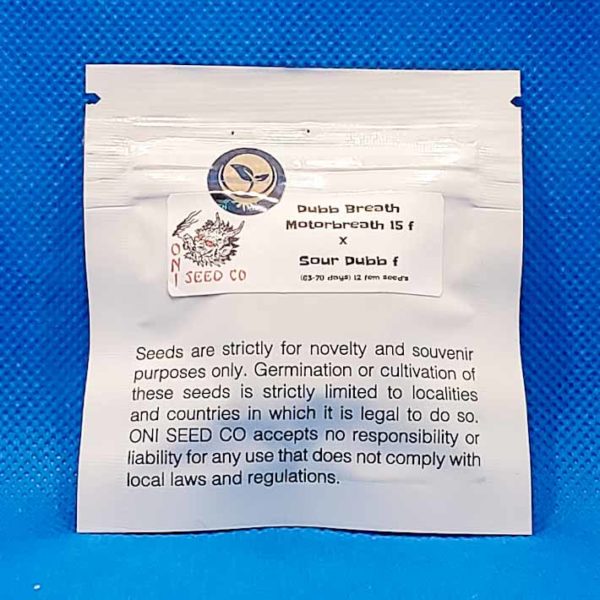 Dubb Breath
Motorbreath 15 f
x
Sour Dubb f
(63-70 days) 12 fem seeds
ONI SEED CO
Seeds are strictly for novelty and souvenir
purposes only. Germination or cultivation of
these seeds is strictly limited to localities
and countries in which it is legal to do so.
ONI SEED CO accepts no responsibility or
liability for any use that does not comply with
local laws and regulations.